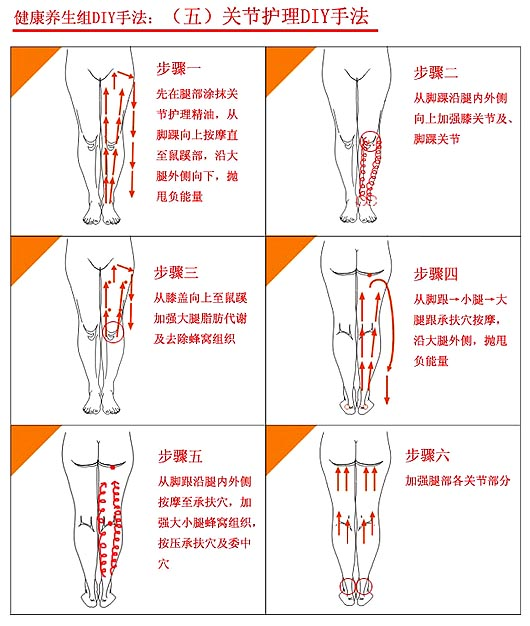 健康养生组DIY手法：（五）关节护理DIY手法
步骤一
先在腿部涂抹关
节护理精油，从
脚踝向上按摩直
至鼠蹊部，沿大
腿外侧向下，抛
甩负能量
步骤二
从脚踝沿腿内外侧
向上加强膝关节及、
脚踝关节
步骤三
从膝盖向上至鼠蹊
加强大腿脂肪代谢
及去除蜂窝组织
步骤四
从脚跟→小腿→大
腿跟承扶穴按摩，
沿大腿外侧，抛甩
负能量
步骤五
从脚跟沿腿内外侧
按摩至承扶穴，加
强大小腿蜂窝组织，
按压承扶穴及委中
穴
步骤六
加强腿部各关节部分